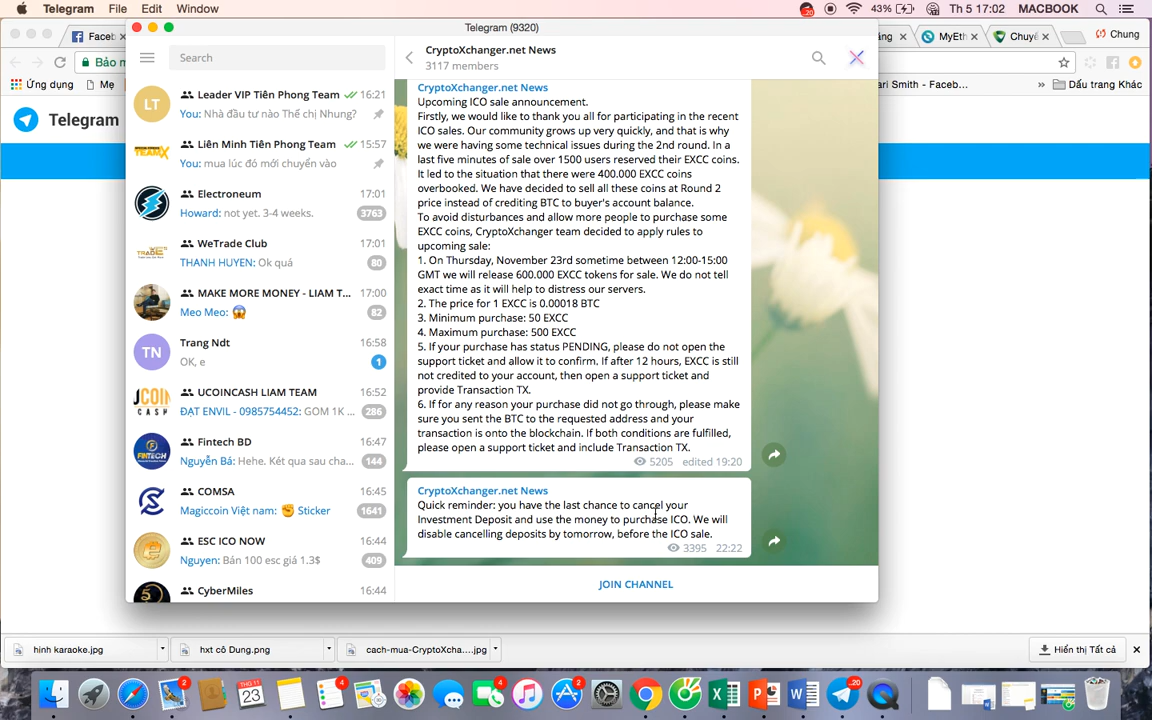 Telegram File Edit View Window
43% Th 5 17:02 MACBOOK
Telegram (9320)
Faceb
MyEth
Chuyể
Chung
Bảo m
Ứng dụng
Mẹ
ari Smith - Faceb...
»
Dấu trang Khác
Telegram
Search
CryptoXchanger.net News
3117 members
LT
Leader VIP Tiên Phong Team 16:21
You: Nhà đầu tư nào Thế chị Nhung?
Liên Minh Tiên Phong Team 15:57
You: mua lúc đó mới chuyển vào
Electroneum 17:01
Howard: not yet. 3-4 weeks. 3763
WeTrade Club 17:01
THANH HUYEN: Ok quá 80
MAKE MORE MONEY - LIAM T... 17:00
Meo Meo: 😱 82
TN
Trang Ndt 16:58
OK, e 1
UCOINCASH LIAM TEAM 16:52
ĐẠT ENVIL - 0985754452: GOM 1K ... 286
Fintech BD 16:47
Nguyễn Bá: Hehe. Két qua sau cha... 144
COMSA 16:45
Magiccoin Việt nam: ✊ Sticker 1641
ESC ICO NOW 16:44
Nguyen: Bán 100 esc giá 1.3$ 409
CyberMiles 16:44
CryptoXchanger.net News
Upcoming ICO sale announcement.
Firstly, we would like to thank you all for participating in the recent
ICO sales. Our community grows up very quickly, and that is why
we were having some technical issues during the 2nd round. In a
last five minutes of sale over 1500 users reserved their EXCC coins.
It led to the situation that there were 400.000 EXCC coins
overbooked. We have decided to sell all these coins at Round 2
price instead of crediting BTC to buyer's account balance.
To avoid disturbances and allow more people to purchase some
EXCC coins, CryptoXchanger team decided to apply rules to
upcoming sale:
1. On Thursday, November 23rd sometime between 12:00-15:00
GMT we will release 600.000 EXCC tokens for sale. We do not tell
exact time as it will help to distress our servers.
2. The price for 1 EXCC is 0.00018 BTC
3. Minimum purchase: 50 EXCC
4. Maximum purchase: 500 EXCC
5. If your purchase has status PENDING, please do not open the
support ticket and allow it to confirm. If after 12 hours, EXCC is still
not credited to your account, then open a support ticket and
provide Transaction TX.
6. If for any reason your purchase did not go through, please make
sure you sent the BTC to the requested address and your
transaction is onto the blockchain. If both conditions are fulfilled,
please open a support ticket and include Transaction TX.
5205 edited 19:20
CryptoXchanger.net News
Quick reminder: you have the last chance to cancel your
Investment Deposit and use the money to purchase ICO. We will
disable cancelling deposits by tomorrow, before the ICO sale.
3395 22:22
JOIN CHANNEL
hinh karaoke.jpg
hxt cô Dung.png
cach-mua-CryptoXcha....jpg
Hiển thị Tất cả
2
THG 11
23
4
4
2
..20